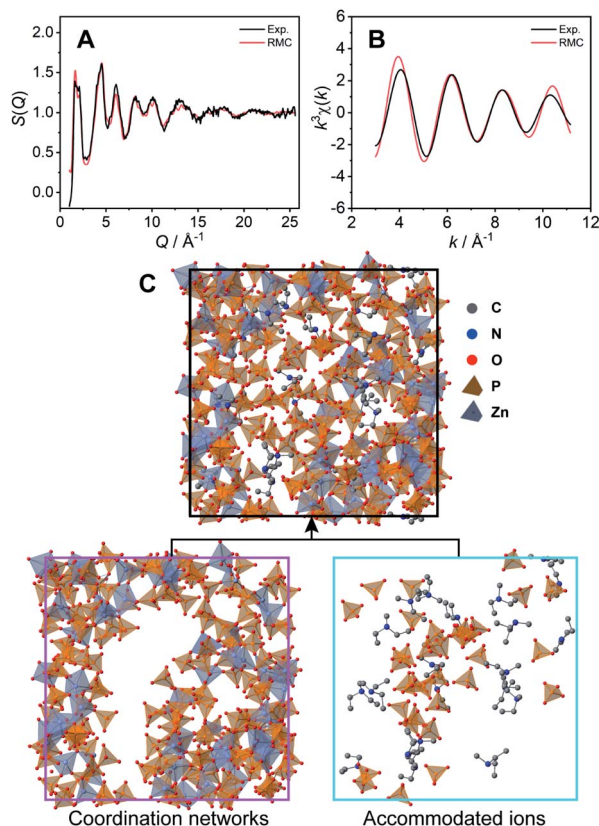 A
Exp.
RMC
S(Q)
2.0
1.5
1.0
0.5
0.0
0 5 10 15 20 25
Q / Å⁻¹
B
Exp.
RMC
k³χ(k)
6
4
2
0
-2
-4
-6
2 4 6 8 10 12
k / Å⁻¹
C
C
N
O
P
Zn
Coordination networks
Accommodated ions